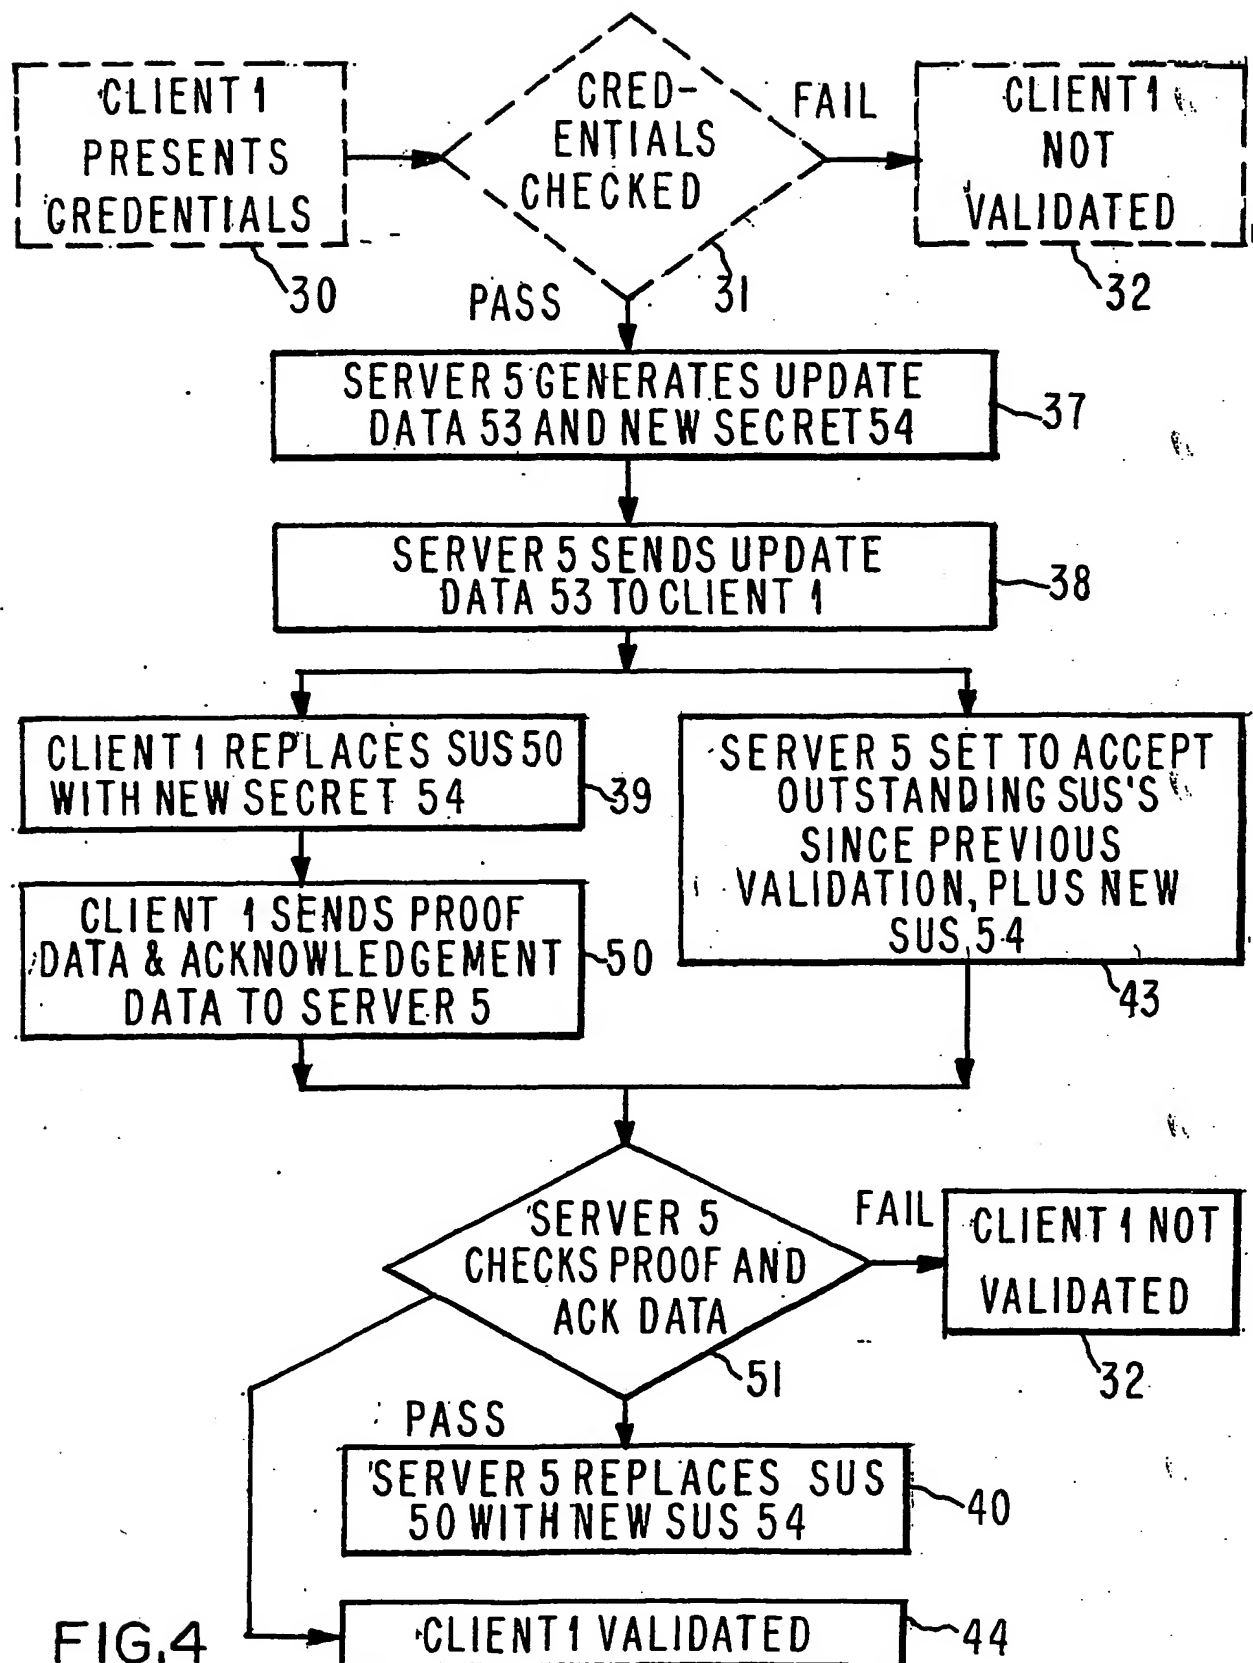 CLIENT 1
PRESENTS
CREDENTIALS
30
CRED-
ENTIALS
CHECKED
31
FAIL
CLIENT 1
NOT
VALIDATED
32
PASS
SERVER 5 GENERATES UPDATE
DATA 53 AND NEW SECRET 54
37
SERVER 5 SENDS UPDATE
DATA 53 TO CLIENT 1
38
CLIENT 1 REPLACES SUS 50
WITH NEW SECRET 54
39
CLIENT 1 SENDS PROOF
DATA & ACKNOWLEDGEMENT
DATA TO SERVER 5
50
SERVER 5 SET TO ACCEPT
OUTSTANDING SUS'S
SINCE PREVIOUS
VALIDATION, PLUS NEW
SUS 54
43
SERVER 5
CHECKS PROOF AND
ACK DATA
51
FAIL
CLIENT 1 NOT
VALIDATED
32
PASS
SERVER 5 REPLACES SUS
50 WITH NEW SUS 54
40
CLIENT 1 VALIDATED
44
FIG.4